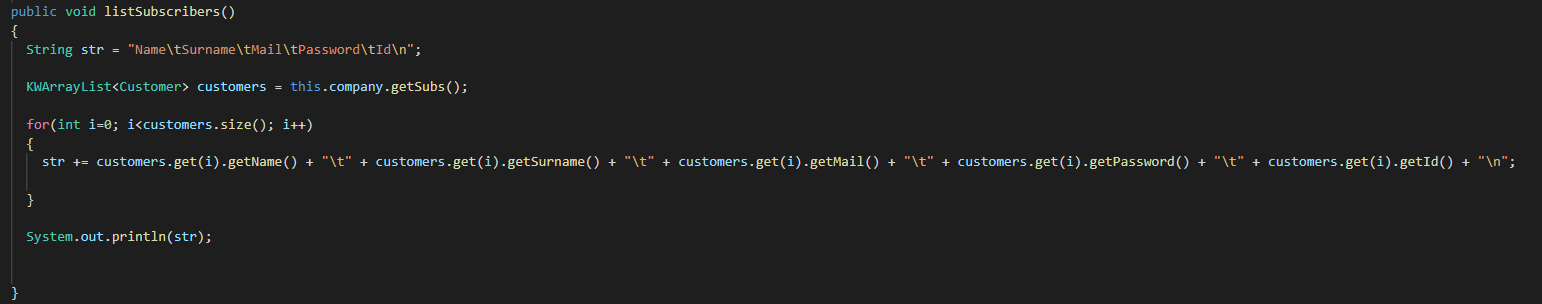 public void listSubscribers()
{
String str = "Name\tSurname\tMail\tPassword\tId\n";
KWArrayList<Customer> customers = this.company.getSubs();
for(int i=0; i<customers.size(); i++)
{
str += customers.get(i).getName() + "\t" + customers.get(i).getSurname() + "\t" + customers.get(i).getMail() + "\t" + customers.get(i).getPassword() + "\t" + customers.get(i).getId() + "\n";
}
System.out.println(str);
}